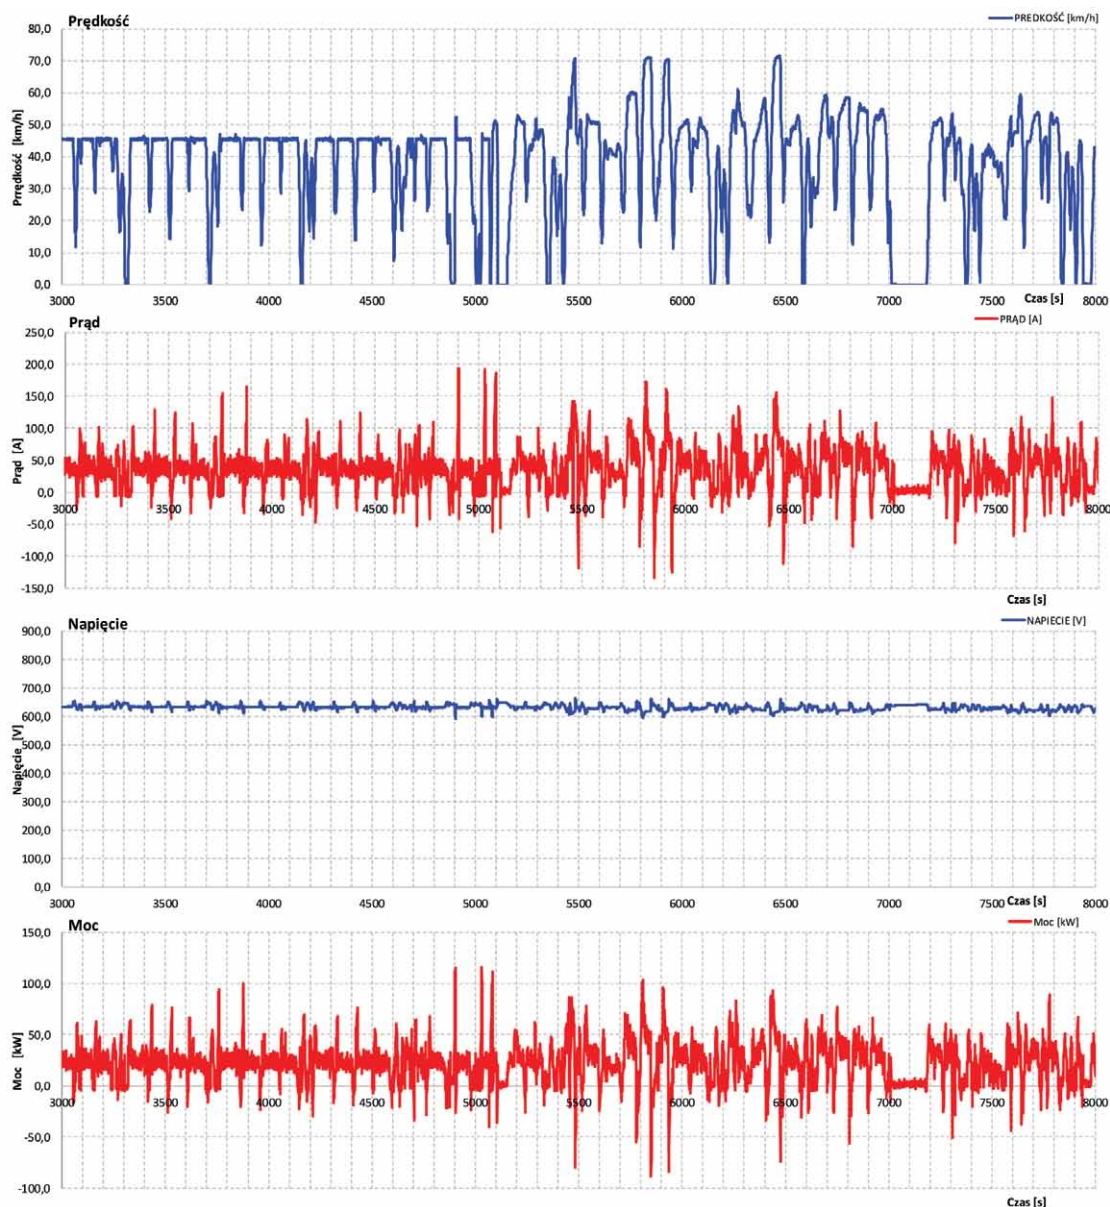 Prędkość
PREDKOŚĆ [km/h]
80,0
70,0
60,0
50,0
40,0
30,0
20,0
10,0
0,0
Prrędkość [km/h]
3000 3500 4000 4500 5000 5500 6000 6500 7000 7500 8000
Czas [s]
Prąd
PRĄD [A]
250,0
200,0
150,0
100,0
50,0
0,0
-50,0
-100,0
-150,0
Prąd [A]
3000 3500 4000 4500 5000 5500 6000 6500 7000 7500 8000
Czas [s]
Napięcie
NAPIECIE [V]
900,0
800,0
700,0
600,0
500,0
400,0
300,0
200,0
100,0
0,0
Napięcie [V]
3000 3500 4000 4500 5000 5500 6000 6500 7000 7500 8000
Czas [s]
Moc
Moc [kW]
150,0
100,0
50,0
0,0
-50,0
-100,0
Moc [kW]
3000 3500 4000 4500 5000 5500 6000 6500 7000 7500 8000
Czas [s]